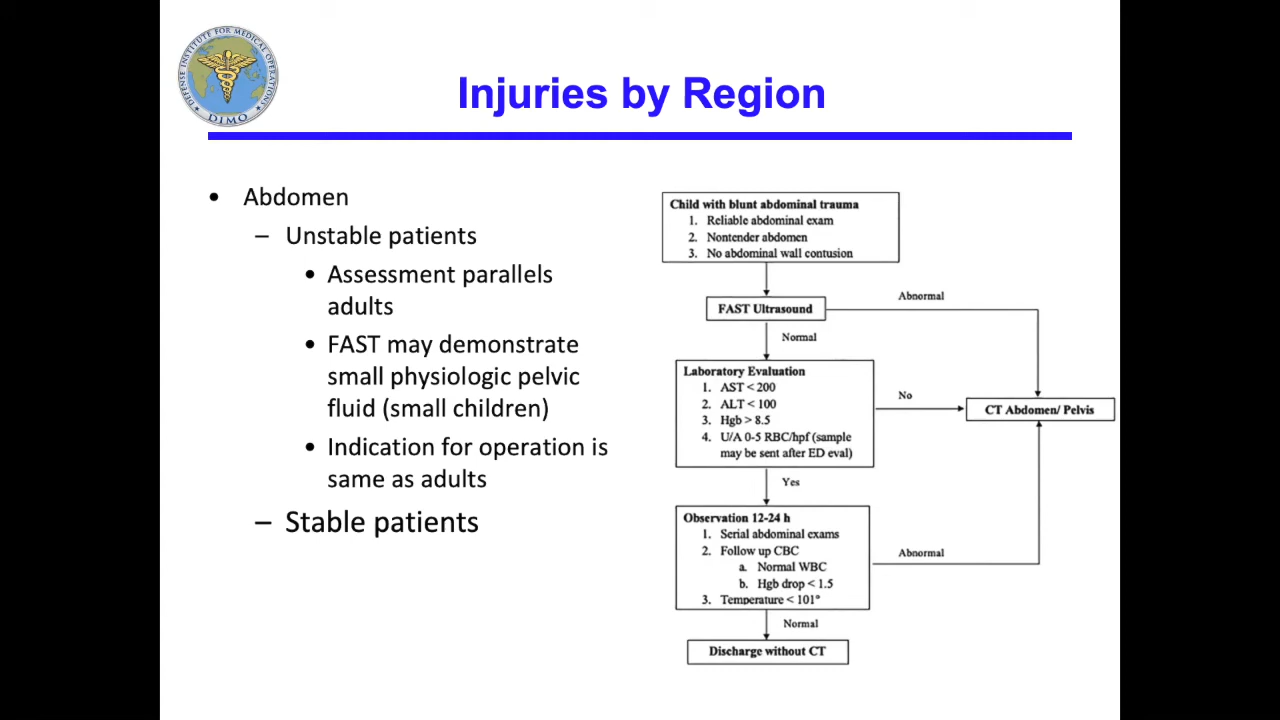 DEFENSE INSTITUTE FOR MEDICAL OPERATIONS
DIMO
Injuries by Region
• Abdomen
– Unstable patients
• Assessment parallels
adults
• FAST may demonstrate
small physiologic pelvic
fluid (small children)
• Indication for operation is
same as adults
– Stable patients
Child with blunt abdominal trauma
1. Reliable abdominal exam
2. Nontender abdomen
3. No abdominal wall contusion
FAST Ultrasound
Abnormal
Normal
Laboratory Evaluation
1. AST < 200
2. ALT < 100
3. Hgb > 8.5
4. U/A 0-5 RBC/hpf (sample
may be sent after ED eval)
No
CT Abdomen/ Pelvis
Yes
Observation 12-24 h
1. Serial abdominal exams
2. Follow up CBC
a. Normal WBC
b. Hgb drop < 1.5
3. Temperature < 101°
Abnormal
Normal
Discharge without CT